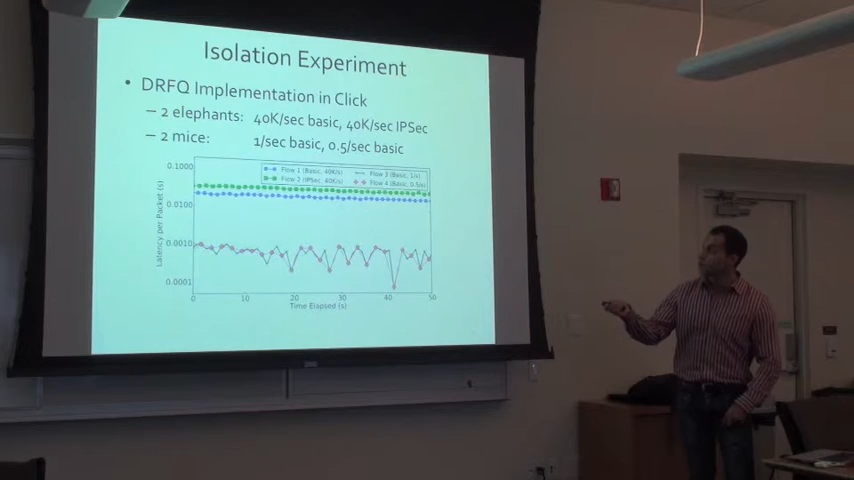 Isolation Experiment
• DRFQ Implementation in Click
– 2 elephants: 40K/sec basic, 40K/sec IPSec
– 2 mice: 1/sec basic, 0.5/sec basic
Flow 1 (Basic, 40K/s) Flow 3 (Basic, 1/s)
Flow 2 (IPSec, 40K/s) Flow 4 (Basic, 0.5/s)
Latency per Packet (s)
0.1000
0.0100
0.0010
0.0001
0 10 20 30 40 50
Time Elapsed (s)